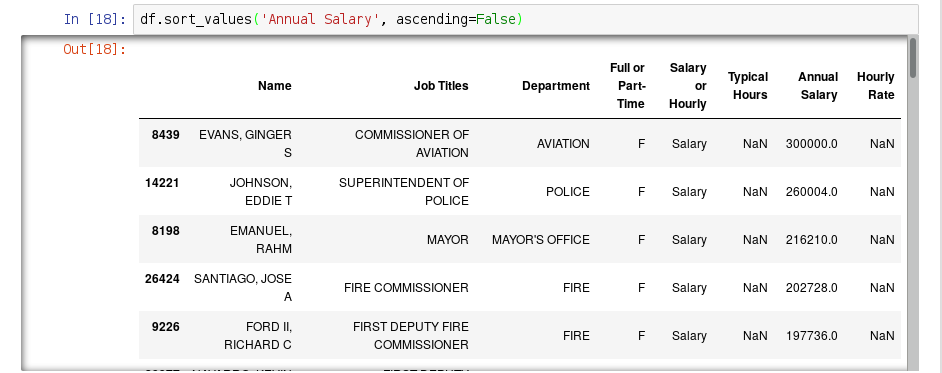 In [18]: df.sort_values('Annual Salary', ascending=False)
Out[18]:
Name Job Titles Department Full or Part-Time Salary or Hourly Typical Hours Annual Salary Hourly Rate
8439 EVANS, GINGER S COMMISSIONER OF AVIATION AVIATION F Salary NaN 300000.0 NaN
14221 JOHNSON, EDDIE T SUPERINTENDENT OF POLICE POLICE F Salary NaN 260004.0 NaN
8198 EMANUEL, RAHM MAYOR MAYOR'S OFFICE F Salary NaN 216210.0 NaN
26424 SANTIAGO, JOSE A FIRE COMMISSIONER FIRE F Salary NaN 202728.0 NaN
9226 FORD II, RICHARD C FIRST DEPUTY FIRE COMMISSIONER FIRE F Salary NaN 197736.0 NaN